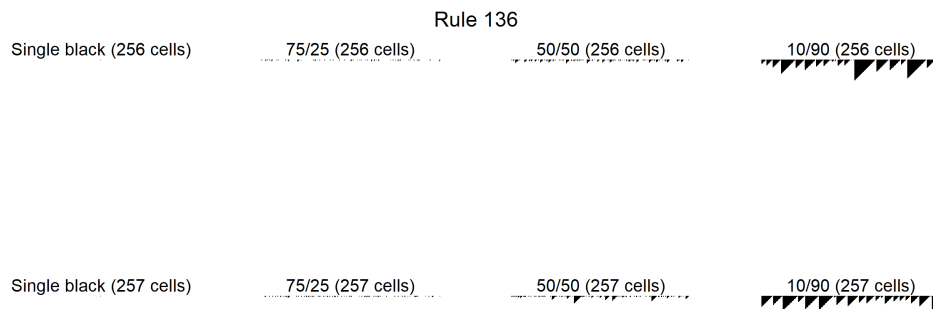 Rule 136
Single black (256 cells) 75/25 (256 cells) 50/50 (256 cells) 10/90 (256 cells)
Single black (257 cells) 75/25 (257 cells) 50/50 (257 cells) 10/90 (257 cells)